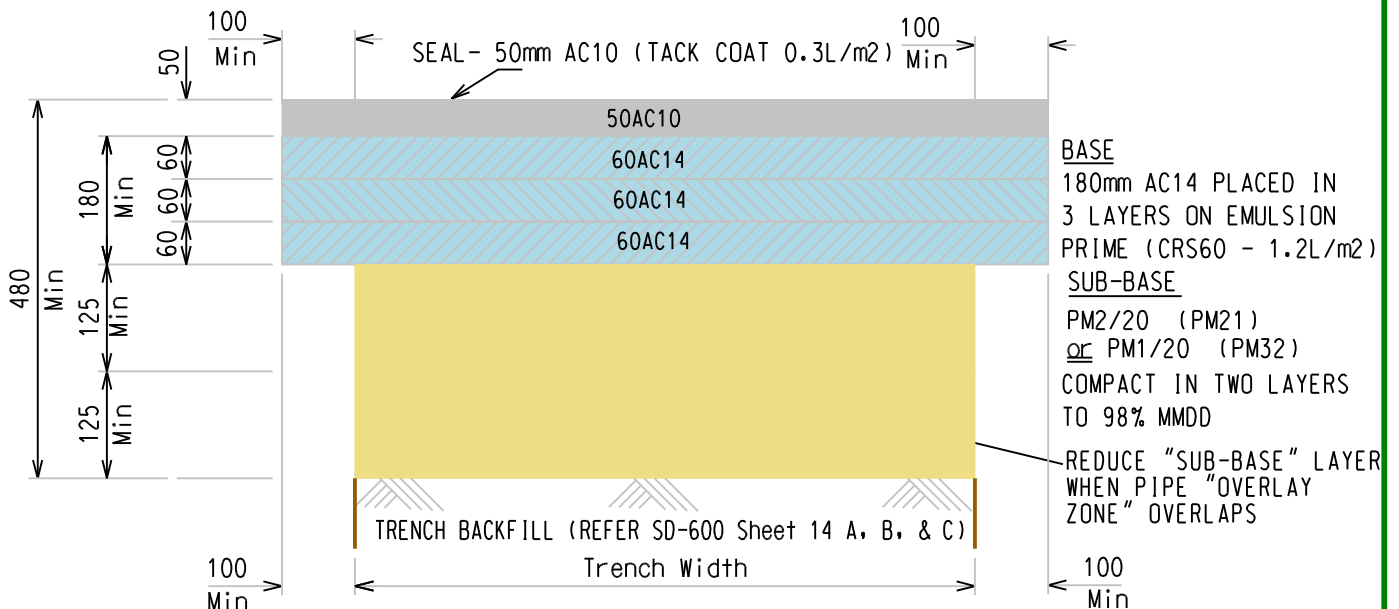 100
Min
SEAL- 50mm AC10 (TACK COAT 0.3L/m2)
100
Min
50
50AC10
60
60AC14
60
60AC14
60
60AC14
180
Min
480
Min
125
Min
125
Min
BASE
180mm AC14 PLACED IN
3 LAYERS ON EMULSION
PRIME (CRS60 - 1.2L/m2)
SUB-BASE
PM2/20 (PM21)
or PM1/20 (PM32)
COMPACT IN TWO LAYERS
TO 98% MMDD
REDUCE "SUB-BASE" LAYER
WHEN PIPE "OVERLAY
ZONE" OVERLAPS
TRENCH BACKFILL (REFER SD-600 Sheet 14 A, B, & C)
100
Min
Trench Width
100
Min